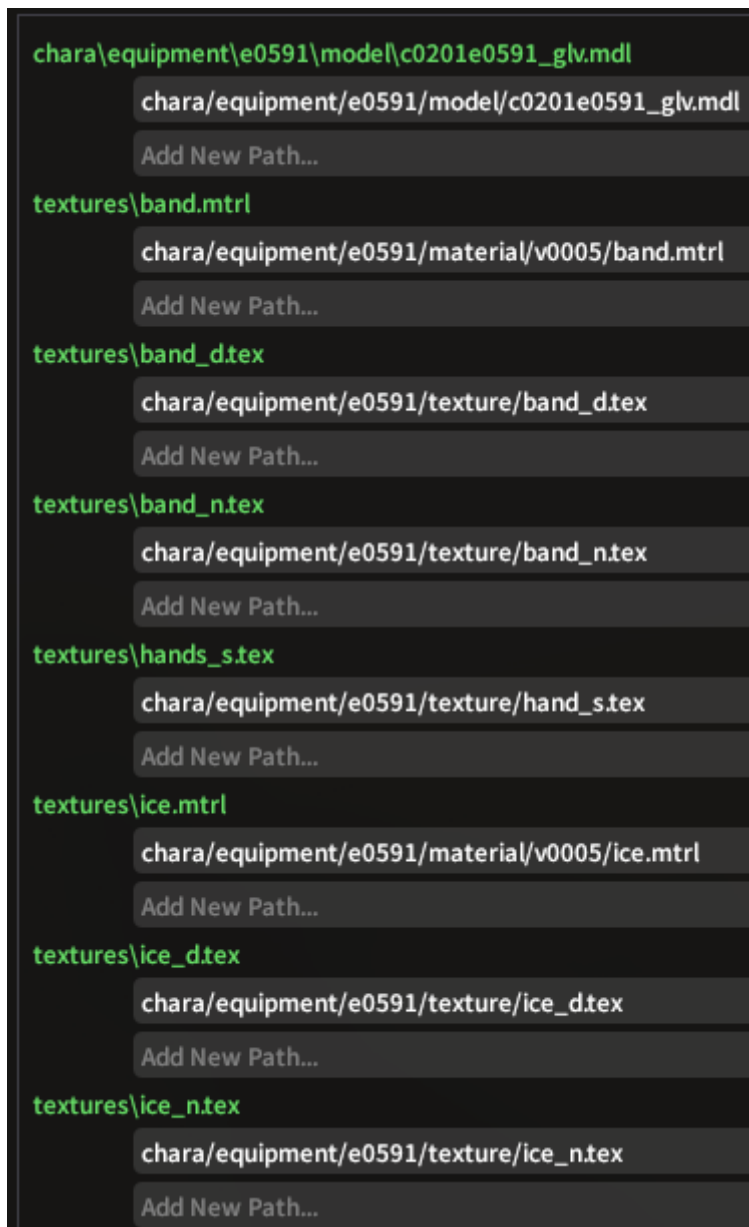 chara\equipment\e0591\model\c0201e0591_glv.mdl
chara/equipment/e0591/model/c0201e0591_glv.mdl
Add New Path...
textures\band.mtrl
chara/equipment/e0591/material/v0005/band.mtrl
Add New Path...
textures\band_d.tex
chara/equipment/e0591/texture/band_d.tex
Add New Path...
textures\band_n.tex
chara/equipment/e0591/texture/band_n.tex
Add New Path...
textures\hands_s.tex
chara/equipment/e0591/texture/hand_s.tex
Add New Path...
textures\ice.mtrl
chara/equipment/e0591/material/v0005/ice.mtrl
Add New Path...
textures\ice_d.tex
chara/equipment/e0591/texture/ice_d.tex
Add New Path...
textures\ice_n.tex
chara/equipment/e0591/texture/ice_n.tex
Add New Path...